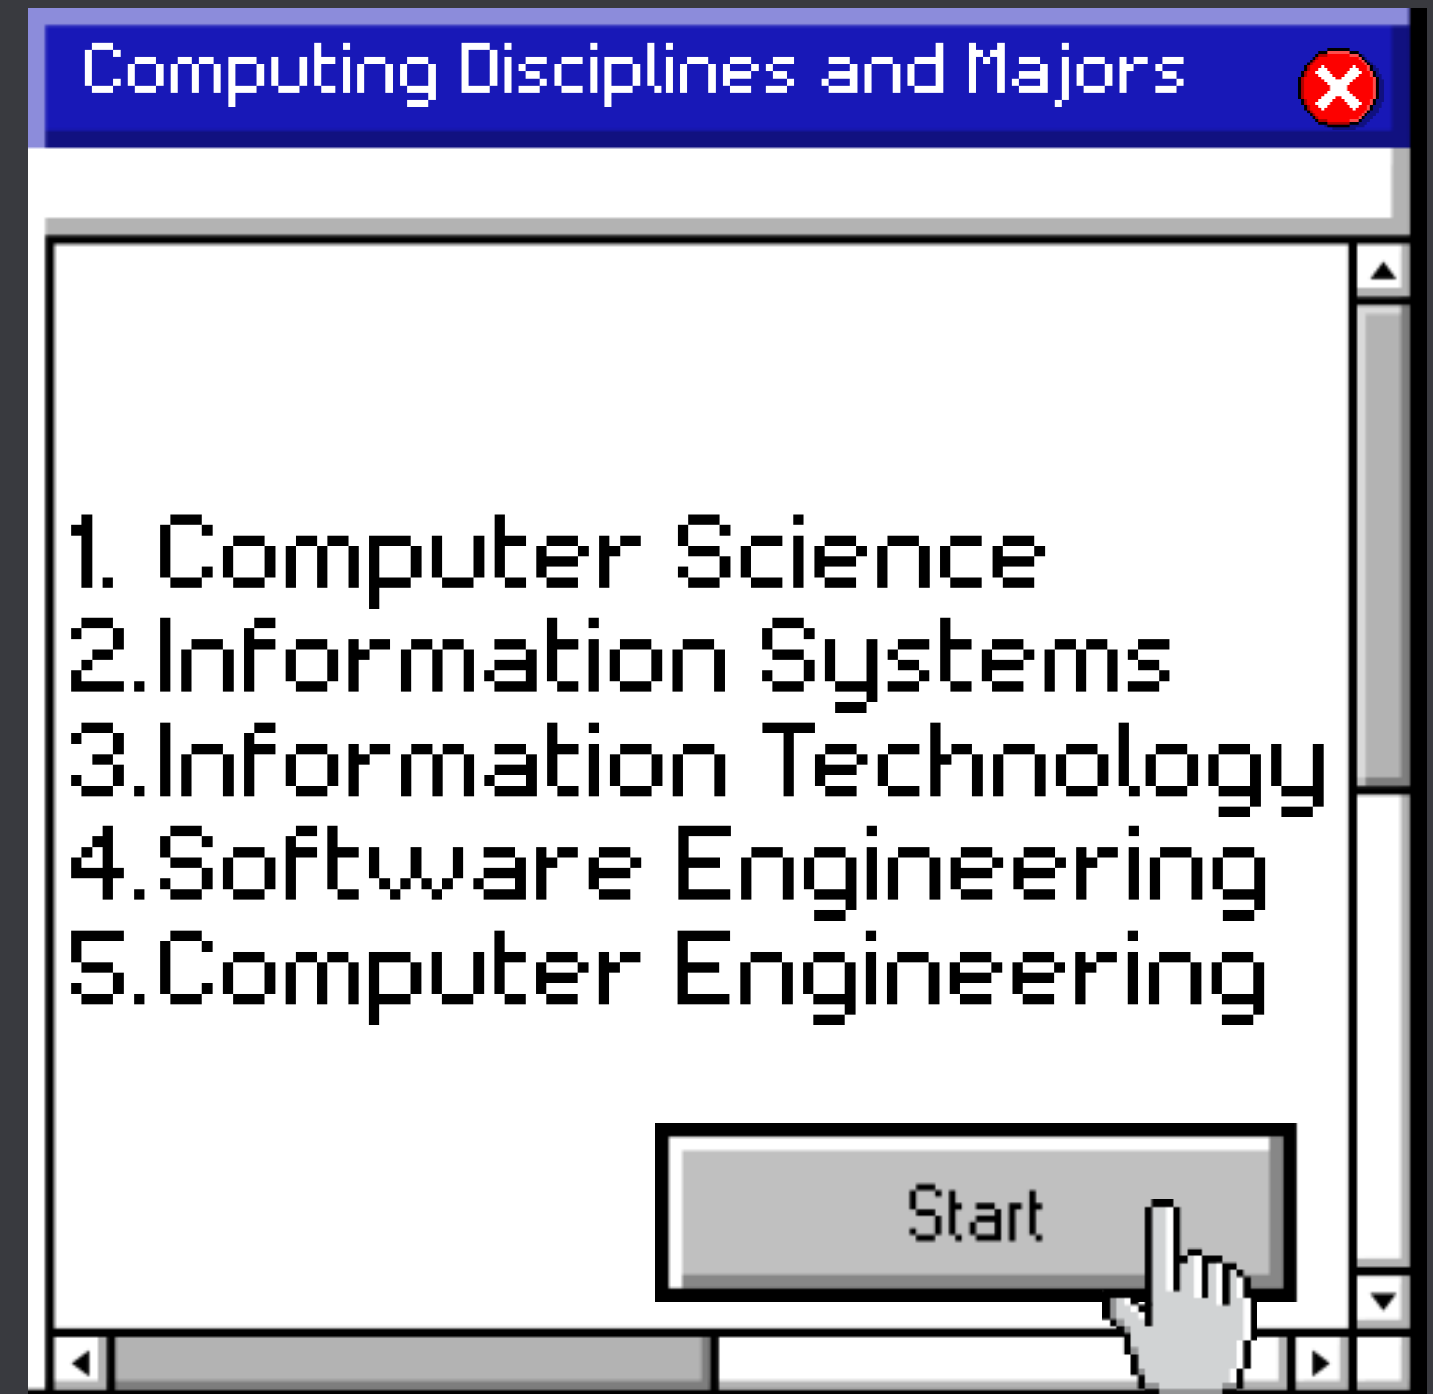 Computing Disciplines and Majors
1. Computer Science
2.Information Systems
3.Information Technology
4.Software Engineering
5.Computer Engineering
Start